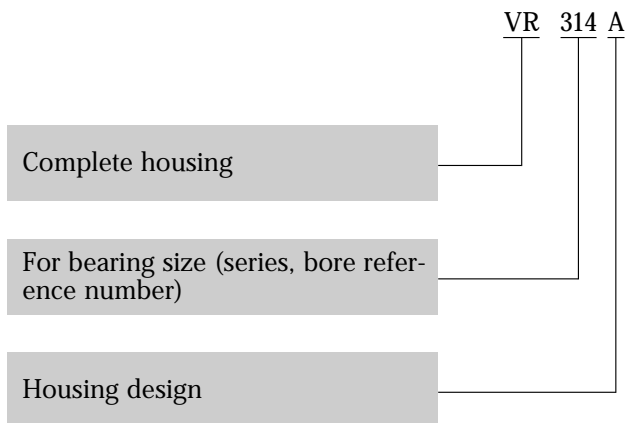 VR 314 A
Complete housing
For bearing size (series, bore refer-
ence number)
Housing design